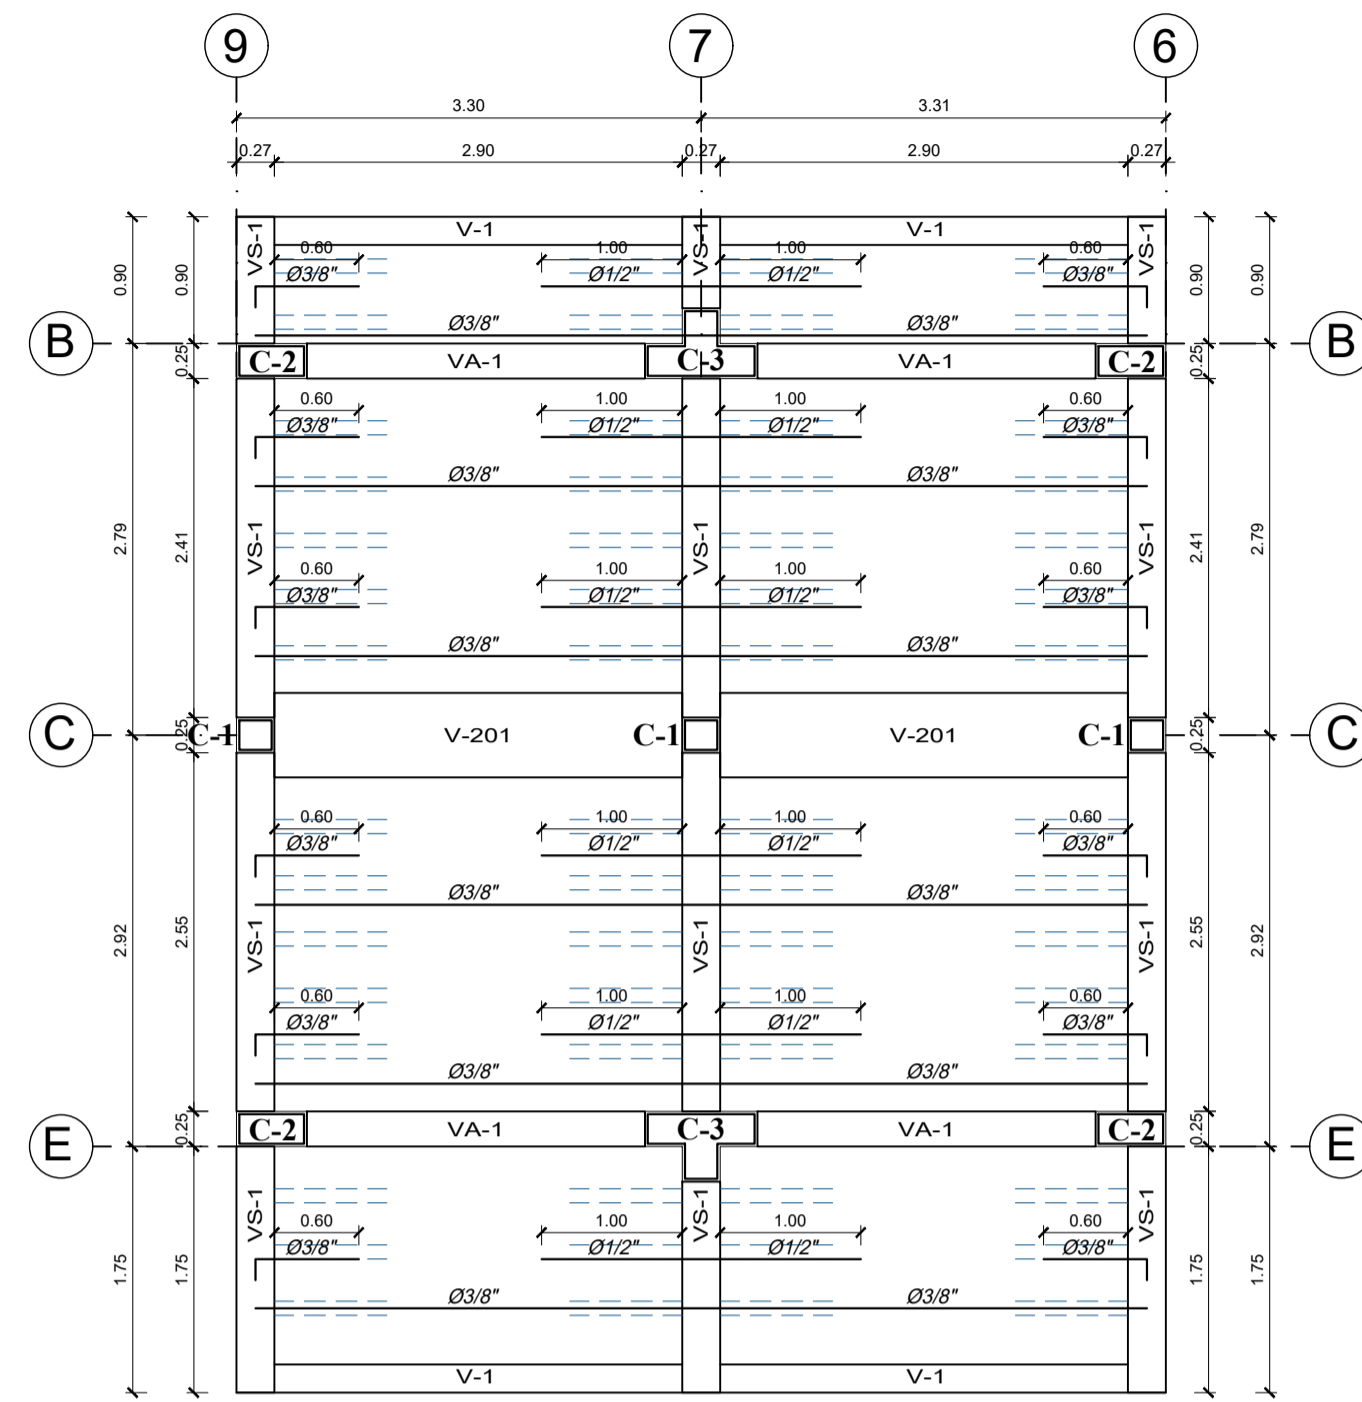 9 7 6
3.30 3.31
0.27 2.90 0.27 2.90 0.27
VS-1 V-1 VS-1 V-1 VS-1
0.90 0.90 0.90 0.90
0.60 1.00 1.00 0.60
Ø3/8" Ø1/2" Ø1/2" Ø3/8"
Ø3/8" Ø3/8"
B 0.25 C-2 VA-1 C-3 VA-1 C-2 0.25 B
0.60 1.00 1.00 0.60
Ø3/8" Ø1/2" Ø1/2" Ø3/8"
Ø3/8" Ø3/8"
2.79 2.41 VS-1 VS-1 VS-1 2.41 2.79
0.60 1.00 1.00 0.60
Ø3/8" Ø1/2" Ø1/2" Ø3/8"
Ø3/8" Ø3/8"
C 0.25 C-1 V-201 C-1 V-201 C-1 0.25 C
0.60 1.00 1.00 0.60
Ø3/8" Ø1/2" Ø1/2" Ø3/8"
Ø3/8" Ø3/8"
2.92 2.55 VS-1 VS-1 VS-1 2.55 2.92
0.60 1.00 1.00 0.60
Ø3/8" Ø1/2" Ø1/2" Ø3/8"
Ø3/8" Ø3/8"
E 0.25 C-2 VA-1 C-3 VA-1 C-2 0.25 E
VS-1 VS-1 VS-1
0.60 1.00 1.00 0.60
Ø3/8" Ø1/2" Ø1/2" Ø3/8"
1.75 1.75 1.75 1.75
Ø3/8" Ø3/8"
V-1 V-1